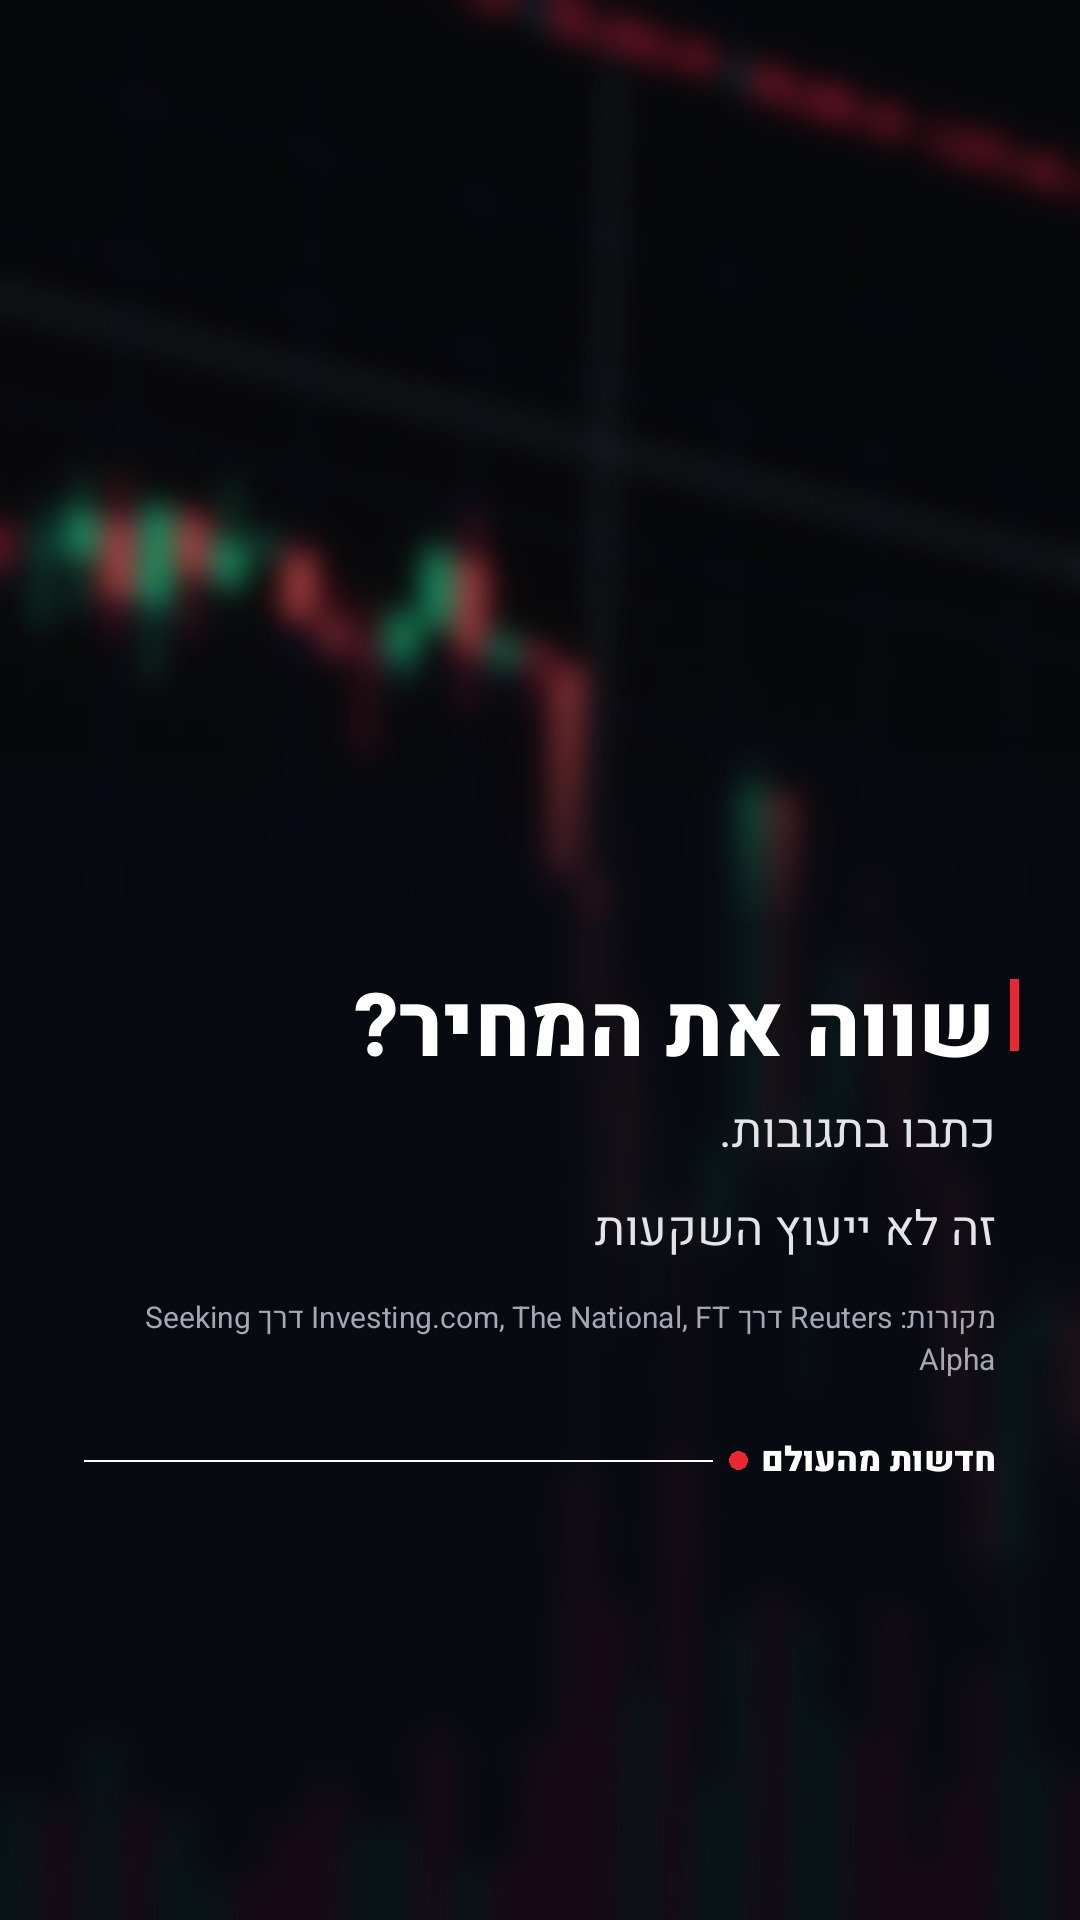 שווה את המחיר?
כתבו בתגובות.
זה לא ייעוץ השקעות
מקורות: Reuters דרך Investing.com, The National, FT דרך Seeking
Alpha
חדשות מהעולם